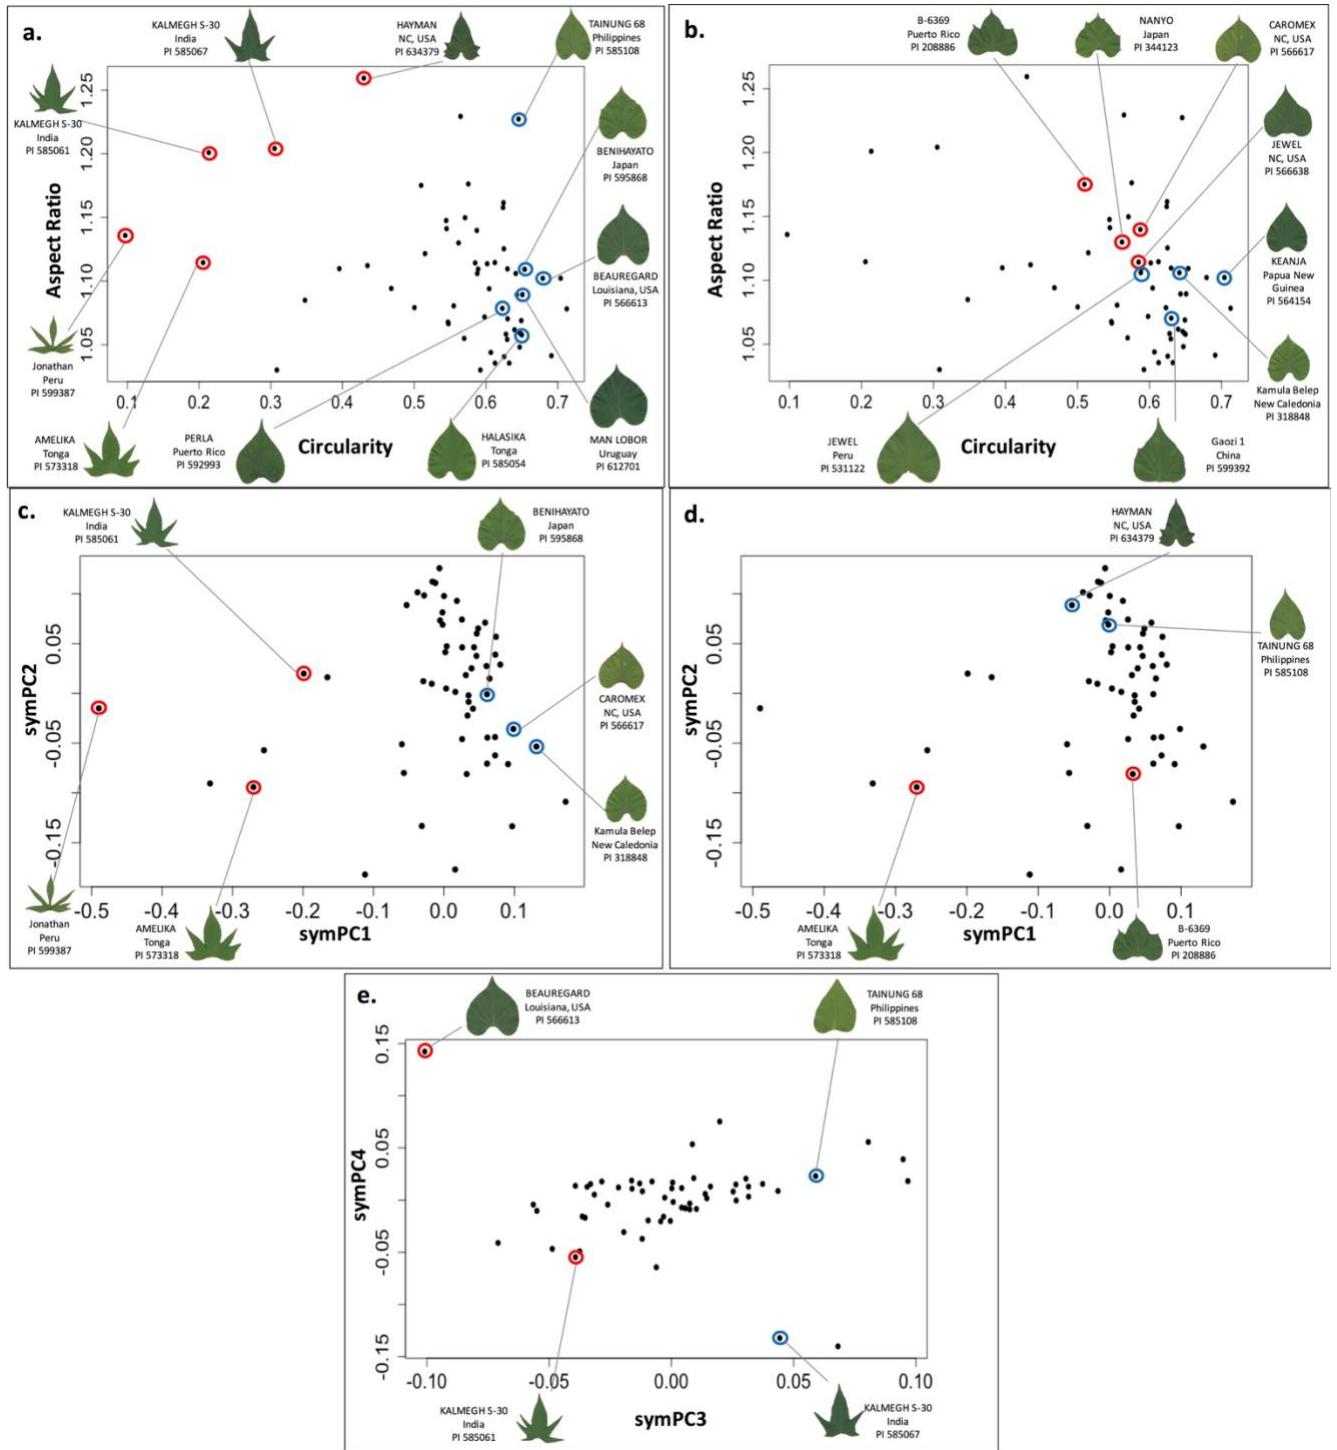 a.
KALMEGH S-30
India
PI 585067
HAYMAN
NC, USA
PI 634379
TAINUNG 68
Philippines
PI 585108
KALMEGH S-30
India
PI 585061
BENIHAYATO
Japan
PI 595868
BEAUREGARD
Louisiana, USA
PI 566613
Jonathan
Peru
PI 599387
AMELIKA
Tonga
PI 573318
PERLA
Puerto Rico
PI 592993
HALASIKA
Tonga
PI 585054
MAN LOBOR
Uruguay
PI 612701
Aspect Ratio
1.05 1.10 1.15 1.20 1.25
0.1 0.2 0.3 0.4 0.5 0.6 0.7
Circularity
b.
B-6369
Puerto Rico
PI 208886
NANYO
Japan
PI 344123
CAROMEX
NC, USA
PI 566617
JEWEL
NC, USA
PI 566638
KEANJA
Papua New
Guinea
PI 564154
Kamula Belep
New Caledonia
PI 318848
JEWEL
Peru
PI 531122
Gaozi 1
China
PI 599392
Aspect Ratio
1.05 1.10 1.15 1.20 1.25
0.1 0.2 0.3 0.4 0.5 0.6 0.7
Circularity
c.
KALMEGH S-30
India
PI 585061
BENIHAYATO
Japan
PI 595868
CAROMEX
NC, USA
PI 566617
Kamula Belep
New Caledonia
PI 318848
Jonathan
Peru
PI 599387
AMELIKA
Tonga
PI 573318
symPC2
-0.15 -0.05 0.05
-0.5 -0.4 -0.3 -0.2 -0.1 0.0 0.1
symPC1
d.
HAYMAN
NC, USA
PI 634379
TAINUNG 68
Philippines
PI 585108
AMELIKA
Tonga
PI 573318
B-6369
Puerto Rico
PI 208886
symPC2
-0.15 -0.05 0.05
-0.5 -0.4 -0.3 -0.2 -0.1 0.0 0.1
symPC1
e.
BEAUREGARD
Louisiana, USA
PI 566613
TAINUNG 68
Philippines
PI 585108
KALMEGH S-30
India
PI 585061
KALMEGH S-30
India
PI 585067
symPC4
-0.15 -0.05 0.05 0.15
-0.10 -0.05 0.00 0.05 0.10
symPC3